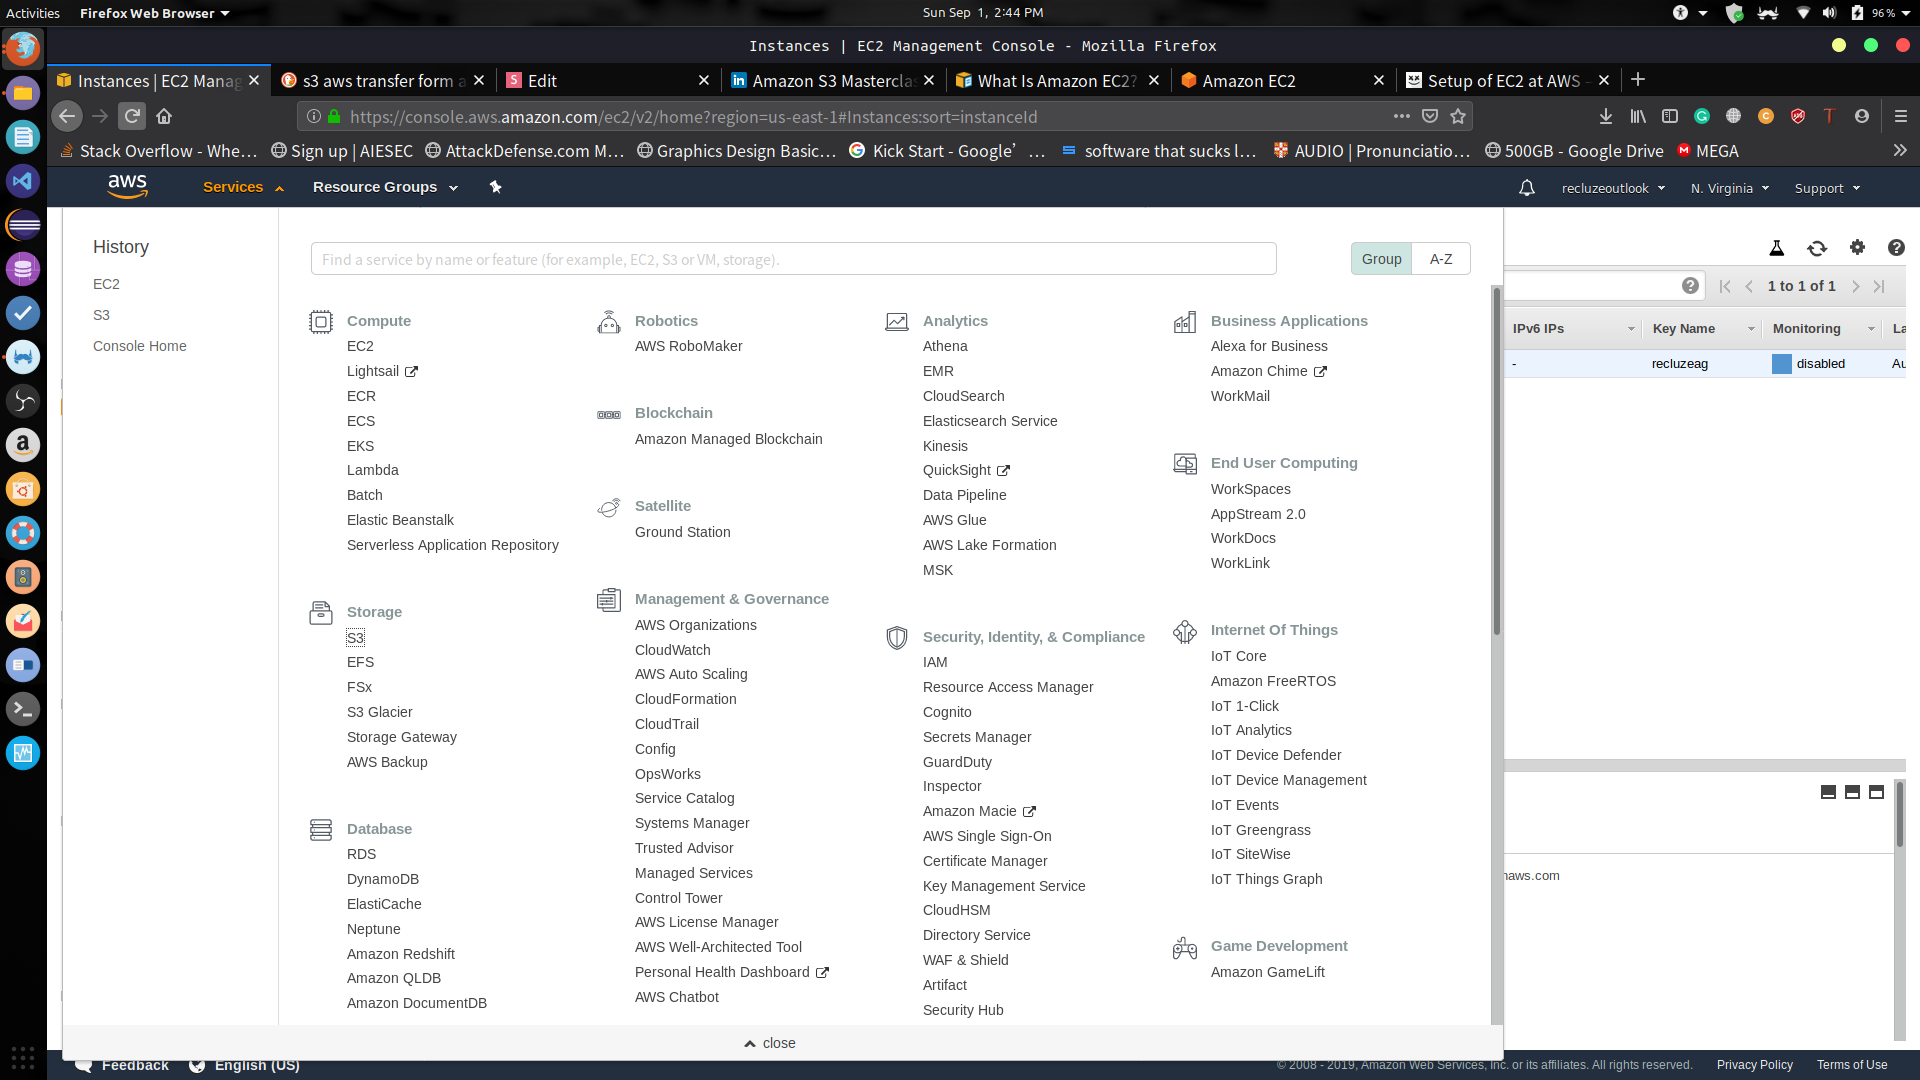 Activities
Firefox Web Browser
Sun Sep 1, 2:44 PM
96%
Instances | EC2 Management Console - Mozilla Firefox
Instances | EC2 Manag
s3 aws transfer form a
Edit
Amazon S3 Mastercla
What Is Amazon EC2?
Amazon EC2
Setup of EC2 at AWS -
https://console.aws.amazon.com/ec2/v2/home?region=us-east-1#Instances:sort=instanceId
Stack Overflow - Whe…
Sign up | AIESEC
AttackDefense.com M…
Graphics Design Basic…
Kick Start - Google’ …
software that sucks l…
AUDIO | Pronunciatio…
500GB - Google Drive
MEGA
aws
Services
Resource Groups
recluzeoutlook
N. Virginia
Support
History
EC2
S3
Console Home
Find a service by name or feature (for example, EC2, S3 or VM, storage).
Group
A-Z
Compute
EC2
Lightsail
ECR
ECS
EKS
Lambda
Batch
Elastic Beanstalk
Serverless Application Repository
Storage
S3
EFS
FSx
S3 Glacier
Storage Gateway
AWS Backup
Database
RDS
DynamoDB
ElastiCache
Neptune
Amazon Redshift
Amazon QLDB
Amazon DocumentDB
Robotics
AWS RoboMaker
Blockchain
Amazon Managed Blockchain
Satellite
Ground Station
Management & Governance
AWS Organizations
CloudWatch
AWS Auto Scaling
CloudFormation
CloudTrail
Config
OpsWorks
Service Catalog
Systems Manager
Trusted Advisor
Managed Services
Control Tower
AWS License Manager
AWS Well-Architected Tool
Personal Health Dashboard
AWS Chatbot
Analytics
Athena
EMR
CloudSearch
Elasticsearch Service
Kinesis
QuickSight
Data Pipeline
AWS Glue
AWS Lake Formation
MSK
Security, Identity, & Compliance
IAM
Resource Access Manager
Cognito
Secrets Manager
GuardDuty
Inspector
Amazon Macie
AWS Single Sign-On
Certificate Manager
Key Management Service
CloudHSM
Directory Service
WAF & Shield
Artifact
Security Hub
Business Applications
Alexa for Business
Amazon Chime
WorkMail
End User Computing
WorkSpaces
AppStream 2.0
WorkDocs
WorkLink
Internet Of Things
IoT Core
Amazon FreeRTOS
IoT 1-Click
IoT Analytics
IoT Device Defender
IoT Device Management
IoT Events
IoT Greengrass
IoT SiteWise
IoT Things Graph
Game Development
Amazon GameLift
close
1 to 1 of 1
IPv6 IPs
Key Name
Monitoring
La
-
recluzeag
disabled
Au
naws.com
Feedback
English (US)
© 2008 - 2019, Amazon Web Services, Inc. or its affiliates. All rights reserved.
Privacy Policy
Terms of Use